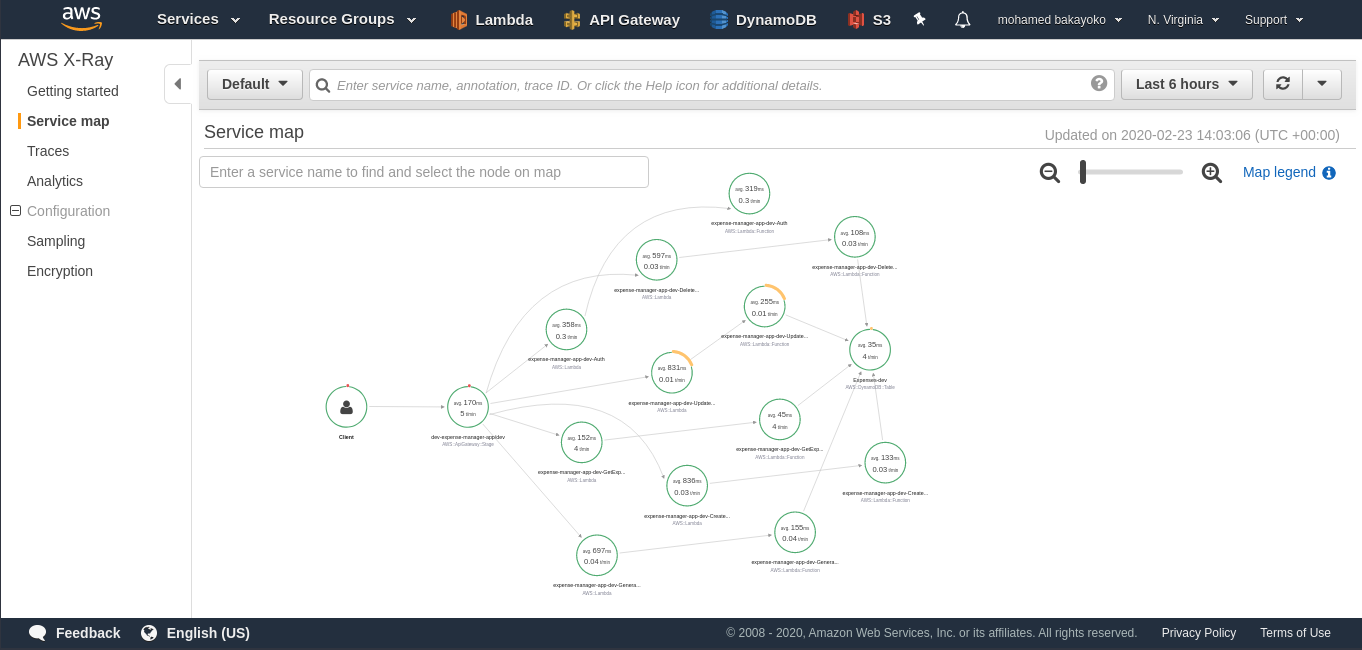 aws
Services
Resource Groups
Lambda
API Gateway
DynamoDB
S3
mohamed bakayoko
N. Virginia
Support
AWS X-Ray
Getting started
Service map
Traces
Analytics
Configuration
Sampling
Encryption
Default
Enter service name, annotation, trace ID. Or click the Help icon for additional details.
Last 6 hours
Service map
Updated on 2020-02-23 14:03:06 (UTC +00:00)
Enter a service name to find and select the node on map
Map legend
avg. 319ms
0.3 t/min
expense-manager-app-dev-Auth
AWS::Lambda::Function
avg. 108ms
0.03 t/min
expense-manager-app-dev-Delete...
AWS::Lambda::Function
avg. 597ms
0.03 t/min
expense-manager-app-dev-Delete...
AWS::Lambda
avg. 255ms
0.01 t/min
expense-manager-app-dev-Update...
AWS::Lambda::Function
avg. 358ms
0.3 t/min
expense-manager-app-dev-Auth
AWS::Lambda
avg. 35ms
4 t/min
Expenses-dev
AWS::DynamoDB::Table
avg. 831ms
0.01 t/min
expense-manager-app-dev-Update...
AWS::Lambda
Client
avg. 170ms
5 t/min
dev-expense-manager-app/dev
AWS::ApiGateway::Stage
avg. 45ms
4 t/min
expense-manager-app-dev-GetExp...
AWS::Lambda::Function
avg. 152ms
4 t/min
expense-manager-app-dev-GetExp...
AWS::Lambda
avg. 133ms
0.03 t/min
expense-manager-app-dev-Create...
AWS::Lambda::Function
avg. 836ms
0.03 t/min
expense-manager-app-dev-Create...
AWS::Lambda
avg. 155ms
0.04 t/min
expense-manager-app-dev-Genera...
AWS::Lambda::Function
avg. 697ms
0.04 t/min
expense-manager-app-dev-Genera...
AWS::Lambda
Feedback
English (US)
© 2008 - 2020, Amazon Web Services, Inc. or its affiliates. All rights reserved.
Privacy Policy
Terms of Use